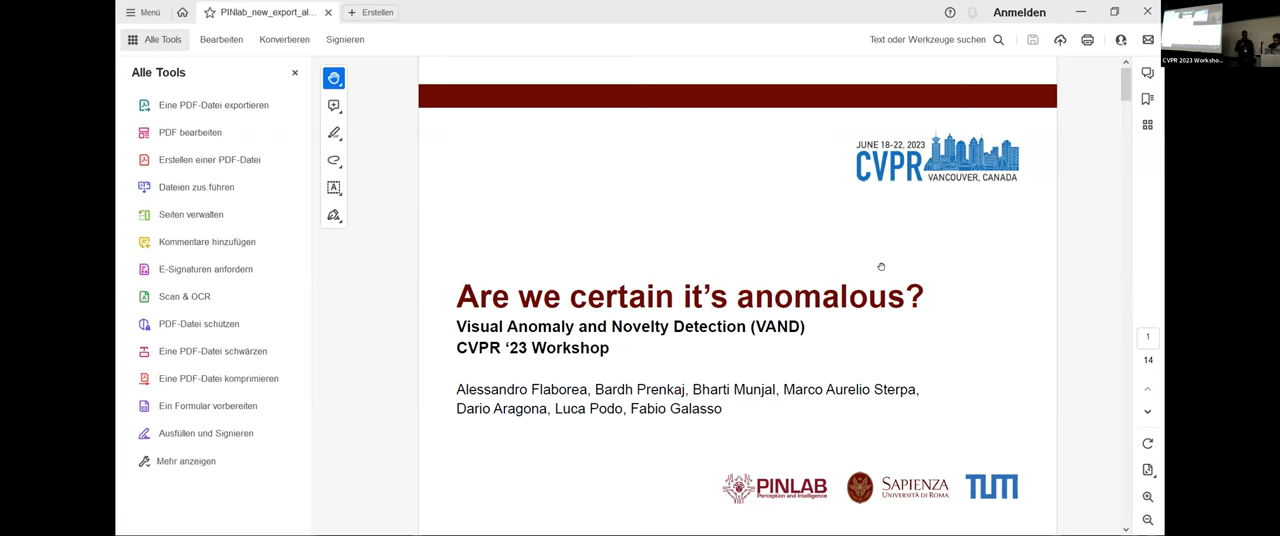 Menü
PINlab_new_export_al...
Erstellen
Anmelden
Alle Tools
Bearbeiten
Konvertieren
Signieren
Text oder Werkzeuge suchen
CVPR 2023 Worksho...
Alle Tools
Eine PDF-Datei exportieren
PDF bearbeiten
Erstellen einer PDF-Datei
Dateien zus.führen
Seiten verwalten
Kommentare hinzufügen
E-Signaturen anfordern
Scan & OCR
PDF-Datei schützen
Eine PDF-Datei schwärzen
Eine PDF-Datei komprimieren
Ein Formular vorbereiten
Ausfüllen und Signieren
Mehr anzeigen
JUNE 18-22, 2023
CVPR
VANCOUVER, CANADA
Are we certain it's anomalous?
Visual Anomaly and Novelty Detection (VAND)
CVPR ‘23 Workshop
Alessandro Flaborea, Bardh Prenkaj, Bharti Munjal, Marco Aurelio Sterpa,
Dario Aragona, Luca Podo, Fabio Galasso
PINLAB
Perception and Intelligence
SAPIENZA
UNIVERSITÀ DI ROMA
TUM
1
14